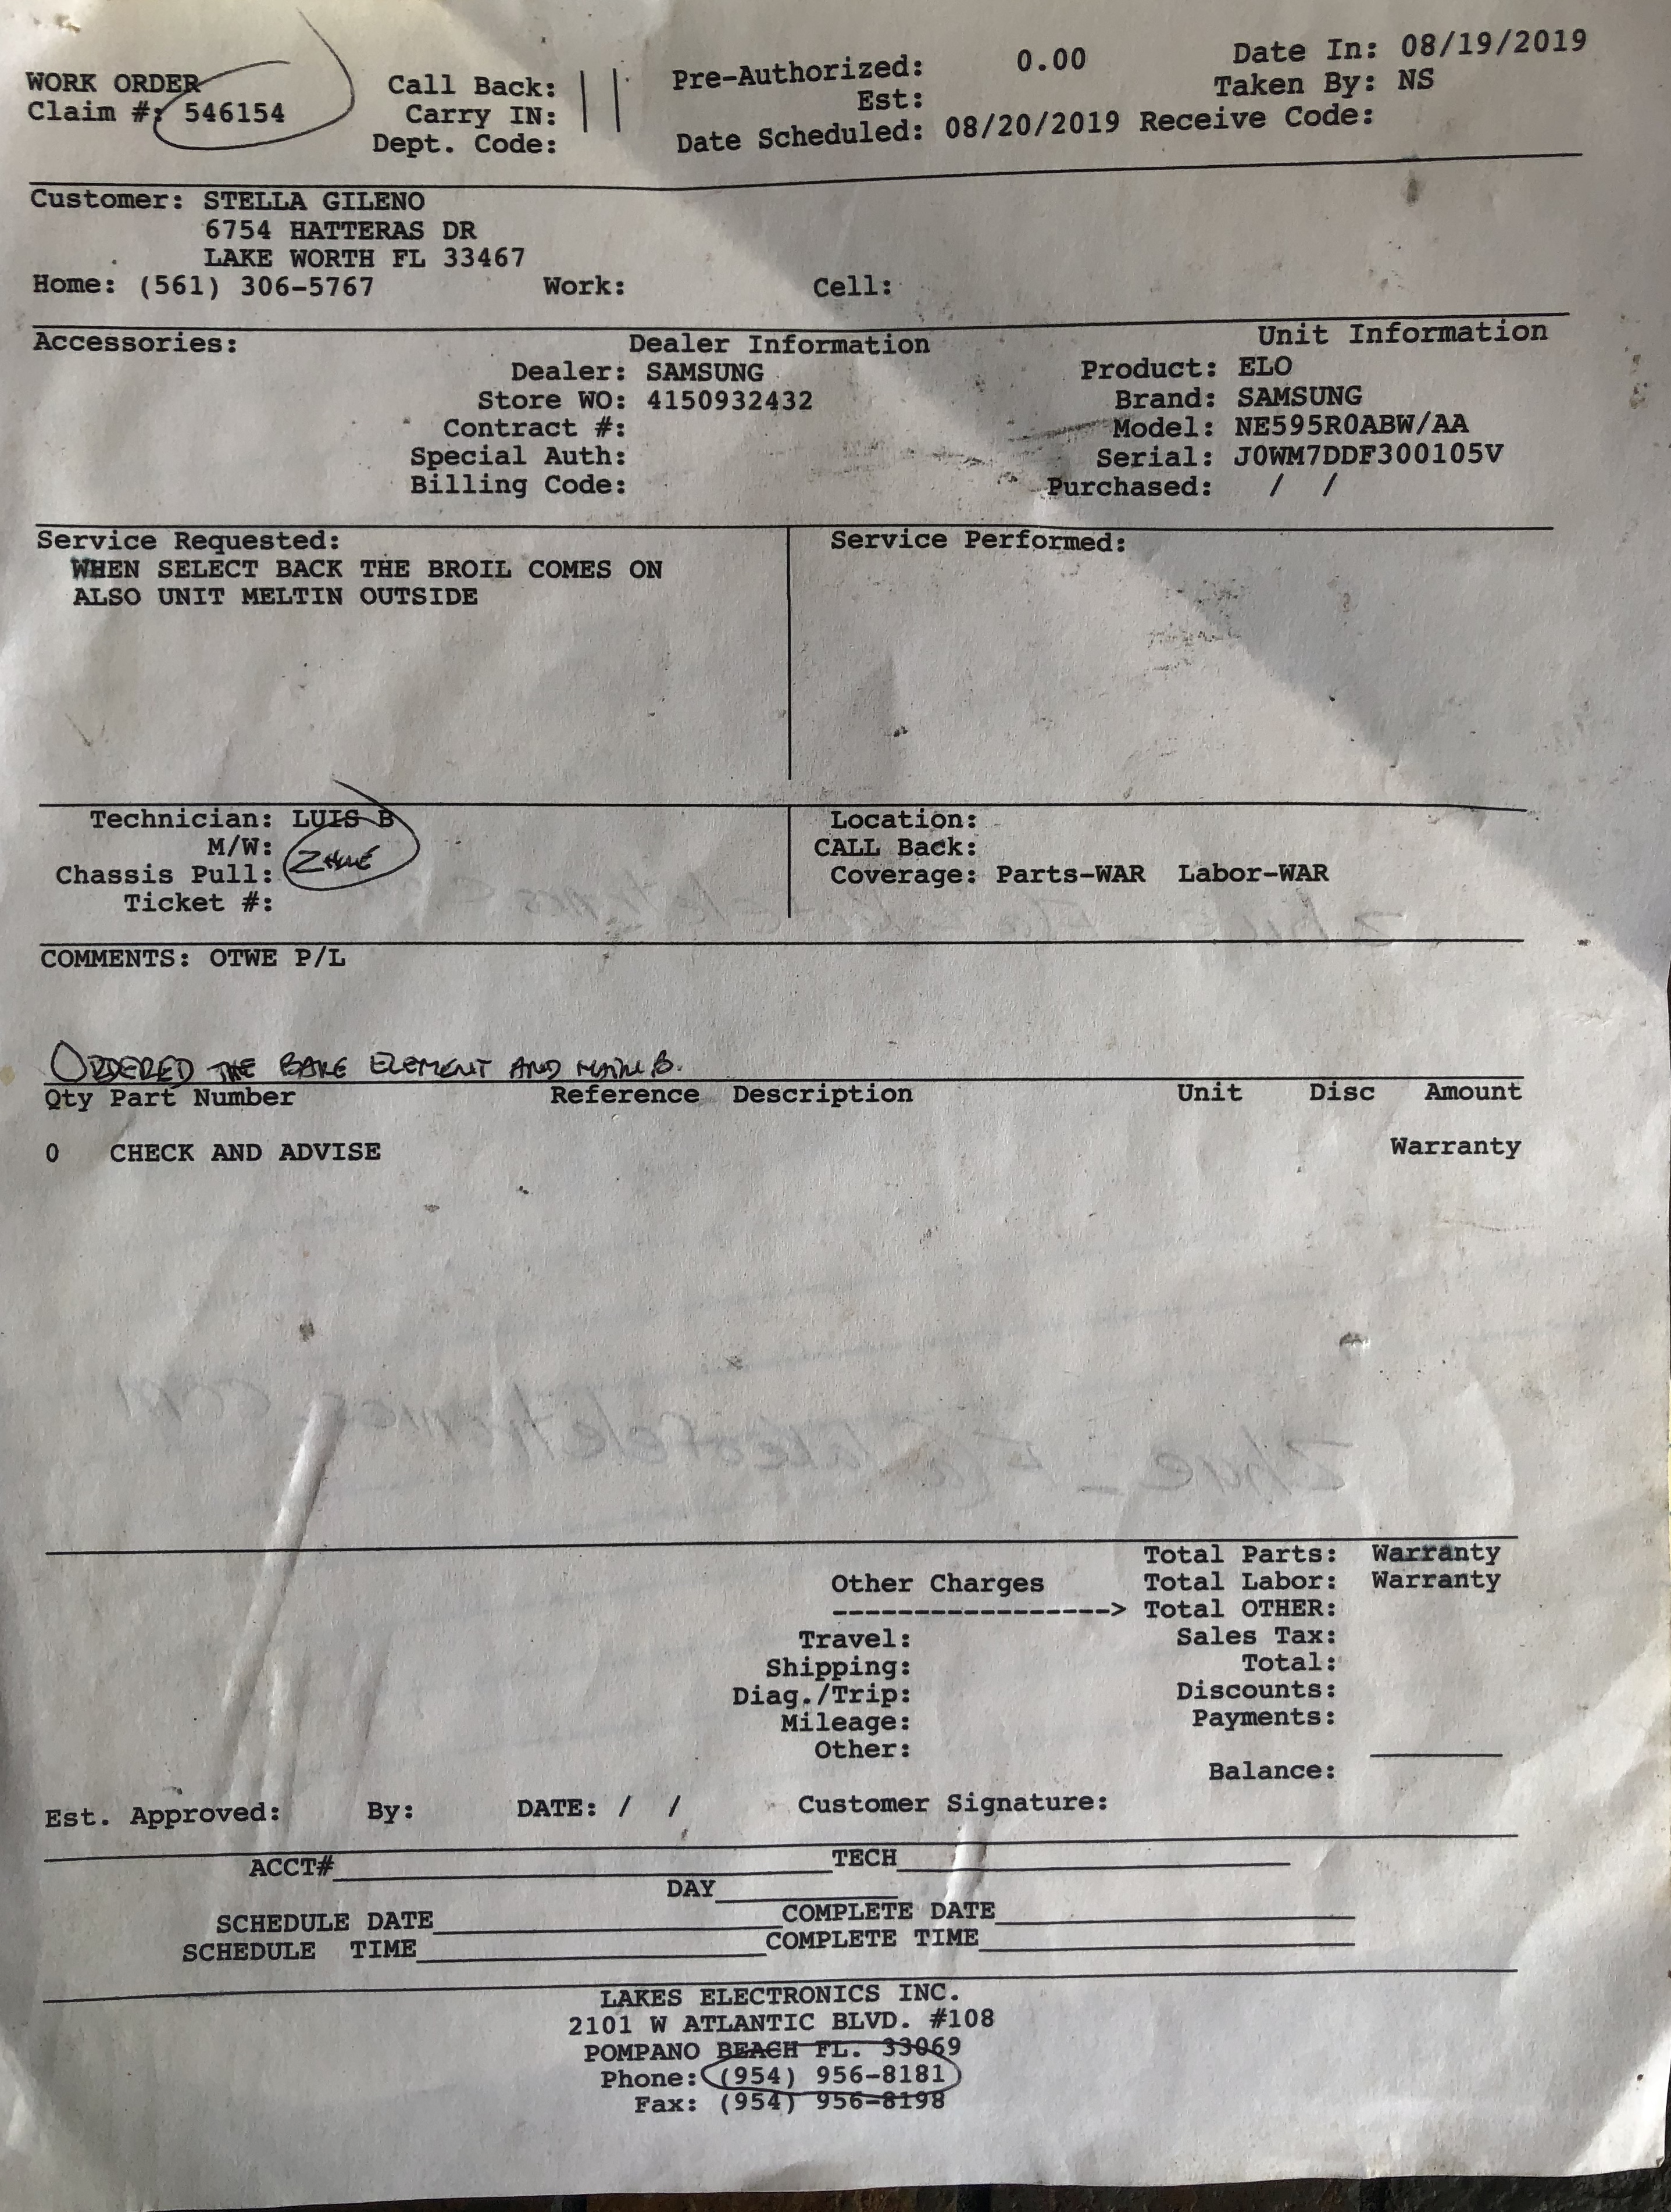 WORK ORDER
Claim #: 546154
Call Back:
Carry IN:
Dept. Code:
Pre-Authorized: 0.00
Est:
Date Scheduled: 08/20/2019
Date In: 08/19/2019
Taken By: NS
Receive Code:
Customer: STELLA GILENO
6754 HATTERAS DR
LAKE WORTH FL 33467
Home: (561) 306-5767 Work: Cell:
Accessories:
Dealer Information
Dealer: SAMSUNG
Store WO: 4150932432
Contract #:
Special Auth:
Billing Code:
Unit Information
Product: ELO
Brand: SAMSUNG
Model: NE595R0ABW/AA
Serial: J0WM7DDF300105V
Purchased: / /
Service Requested:
WHEN SELECT BACK THE BROIL COMES ON
ALSO UNIT MELTIN OUTSIDE
Service Performed:
Technician: LUIS B
M/W:
Chassis Pull:
Ticket #:
Location:
CALL Back:
Coverage: Parts-WAR Labor-WAR
COMMENTS: OTWE P/L
ORDERED THE BAKE ELEMENT AND MAIN B.
Qty Part Number Reference Description Unit Disc Amount
0 CHECK AND ADVISE Warranty
Other Charges
----------------->
Travel:
Shipping:
Diag./Trip:
Mileage:
Other:
Total Parts: Warranty
Total Labor: Warranty
Total OTHER:
Sales Tax:
Total:
Discounts:
Payments:
Balance:
Est. Approved: By: DATE: / / Customer Signature:
ACCT# TECH
DAY
SCHEDULE DATE COMPLETE DATE
SCHEDULE TIME COMPLETE TIME
LAKES ELECTRONICS INC.
2101 W ATLANTIC BLVD. #108
POMPANO BEACH FL. 33069
Phone: (954) 956-8181
Fax: (954) 956-8198